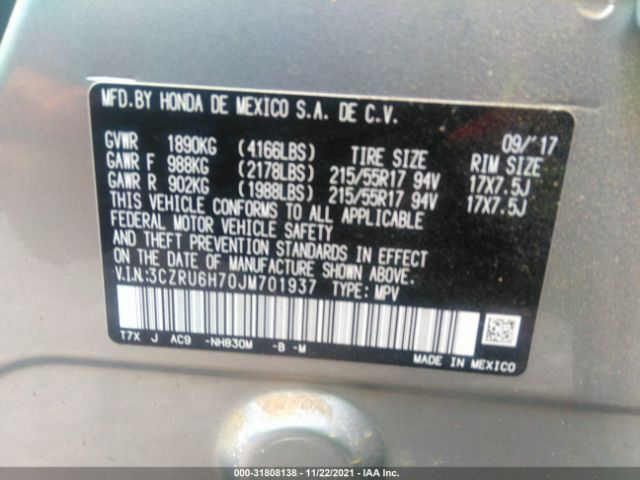 MFD.BY HONDA DE MEXICO S.A. DE C.V.
09/'17
GVWR 1890KG (4166LBS) TIRE SIZE RIM SIZE
GAWR F 988KG (2178LBS) 215/55R17 94V 17X7.5J
GAWR R 902KG (1988LBS) 215/55R17 94V 17X7.5J
THIS VEHICLE CONFORMS TO ALL APPLICABLE
FEDERAL MOTOR VEHICLE SAFETY
AND THEFT PREVENTION STANDARDS IN EFFECT
ON THE DATE OF MANUFACTURE SHOWN ABOVE.
V.I.N:3CZRU6H70JM701937 TYPE: MPV
T7X J AC9 -NH830M -B -M
MADE IN MEXICO
000-31808138 - 11/22/2021 - IAA Inc.